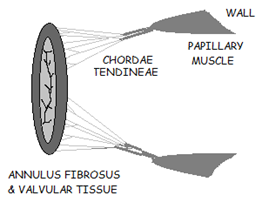 WALL
PAPILLARY
MUSCLE
CHORDAE
TENDINEAE
ANNULUS FIBROSUS
& VALVULAR TISSUE